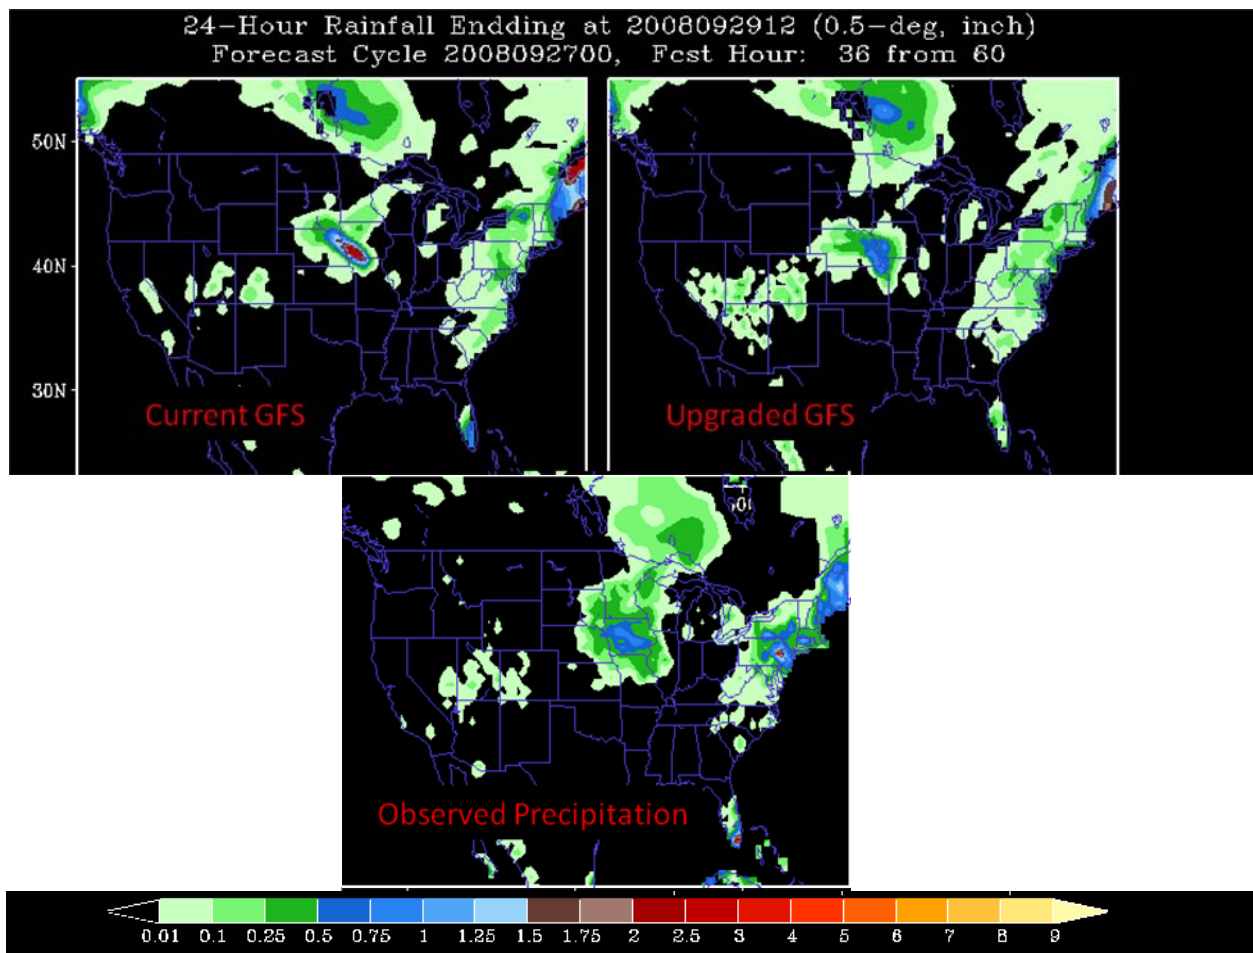 24-Hour Rainfall Endding at 2008092912 (0.5-deg, inch)
Forecast Cycle 2008092700, Fcst Hour: 36 from 60
50N
40N
30N
Current GFS
Upgraded GFS
Observed Precipitation
0.01 0.1 0.25 0.5 0.75 1 1.25 1.5 1.75 2 2.5 3 4 5 6 7 8 9